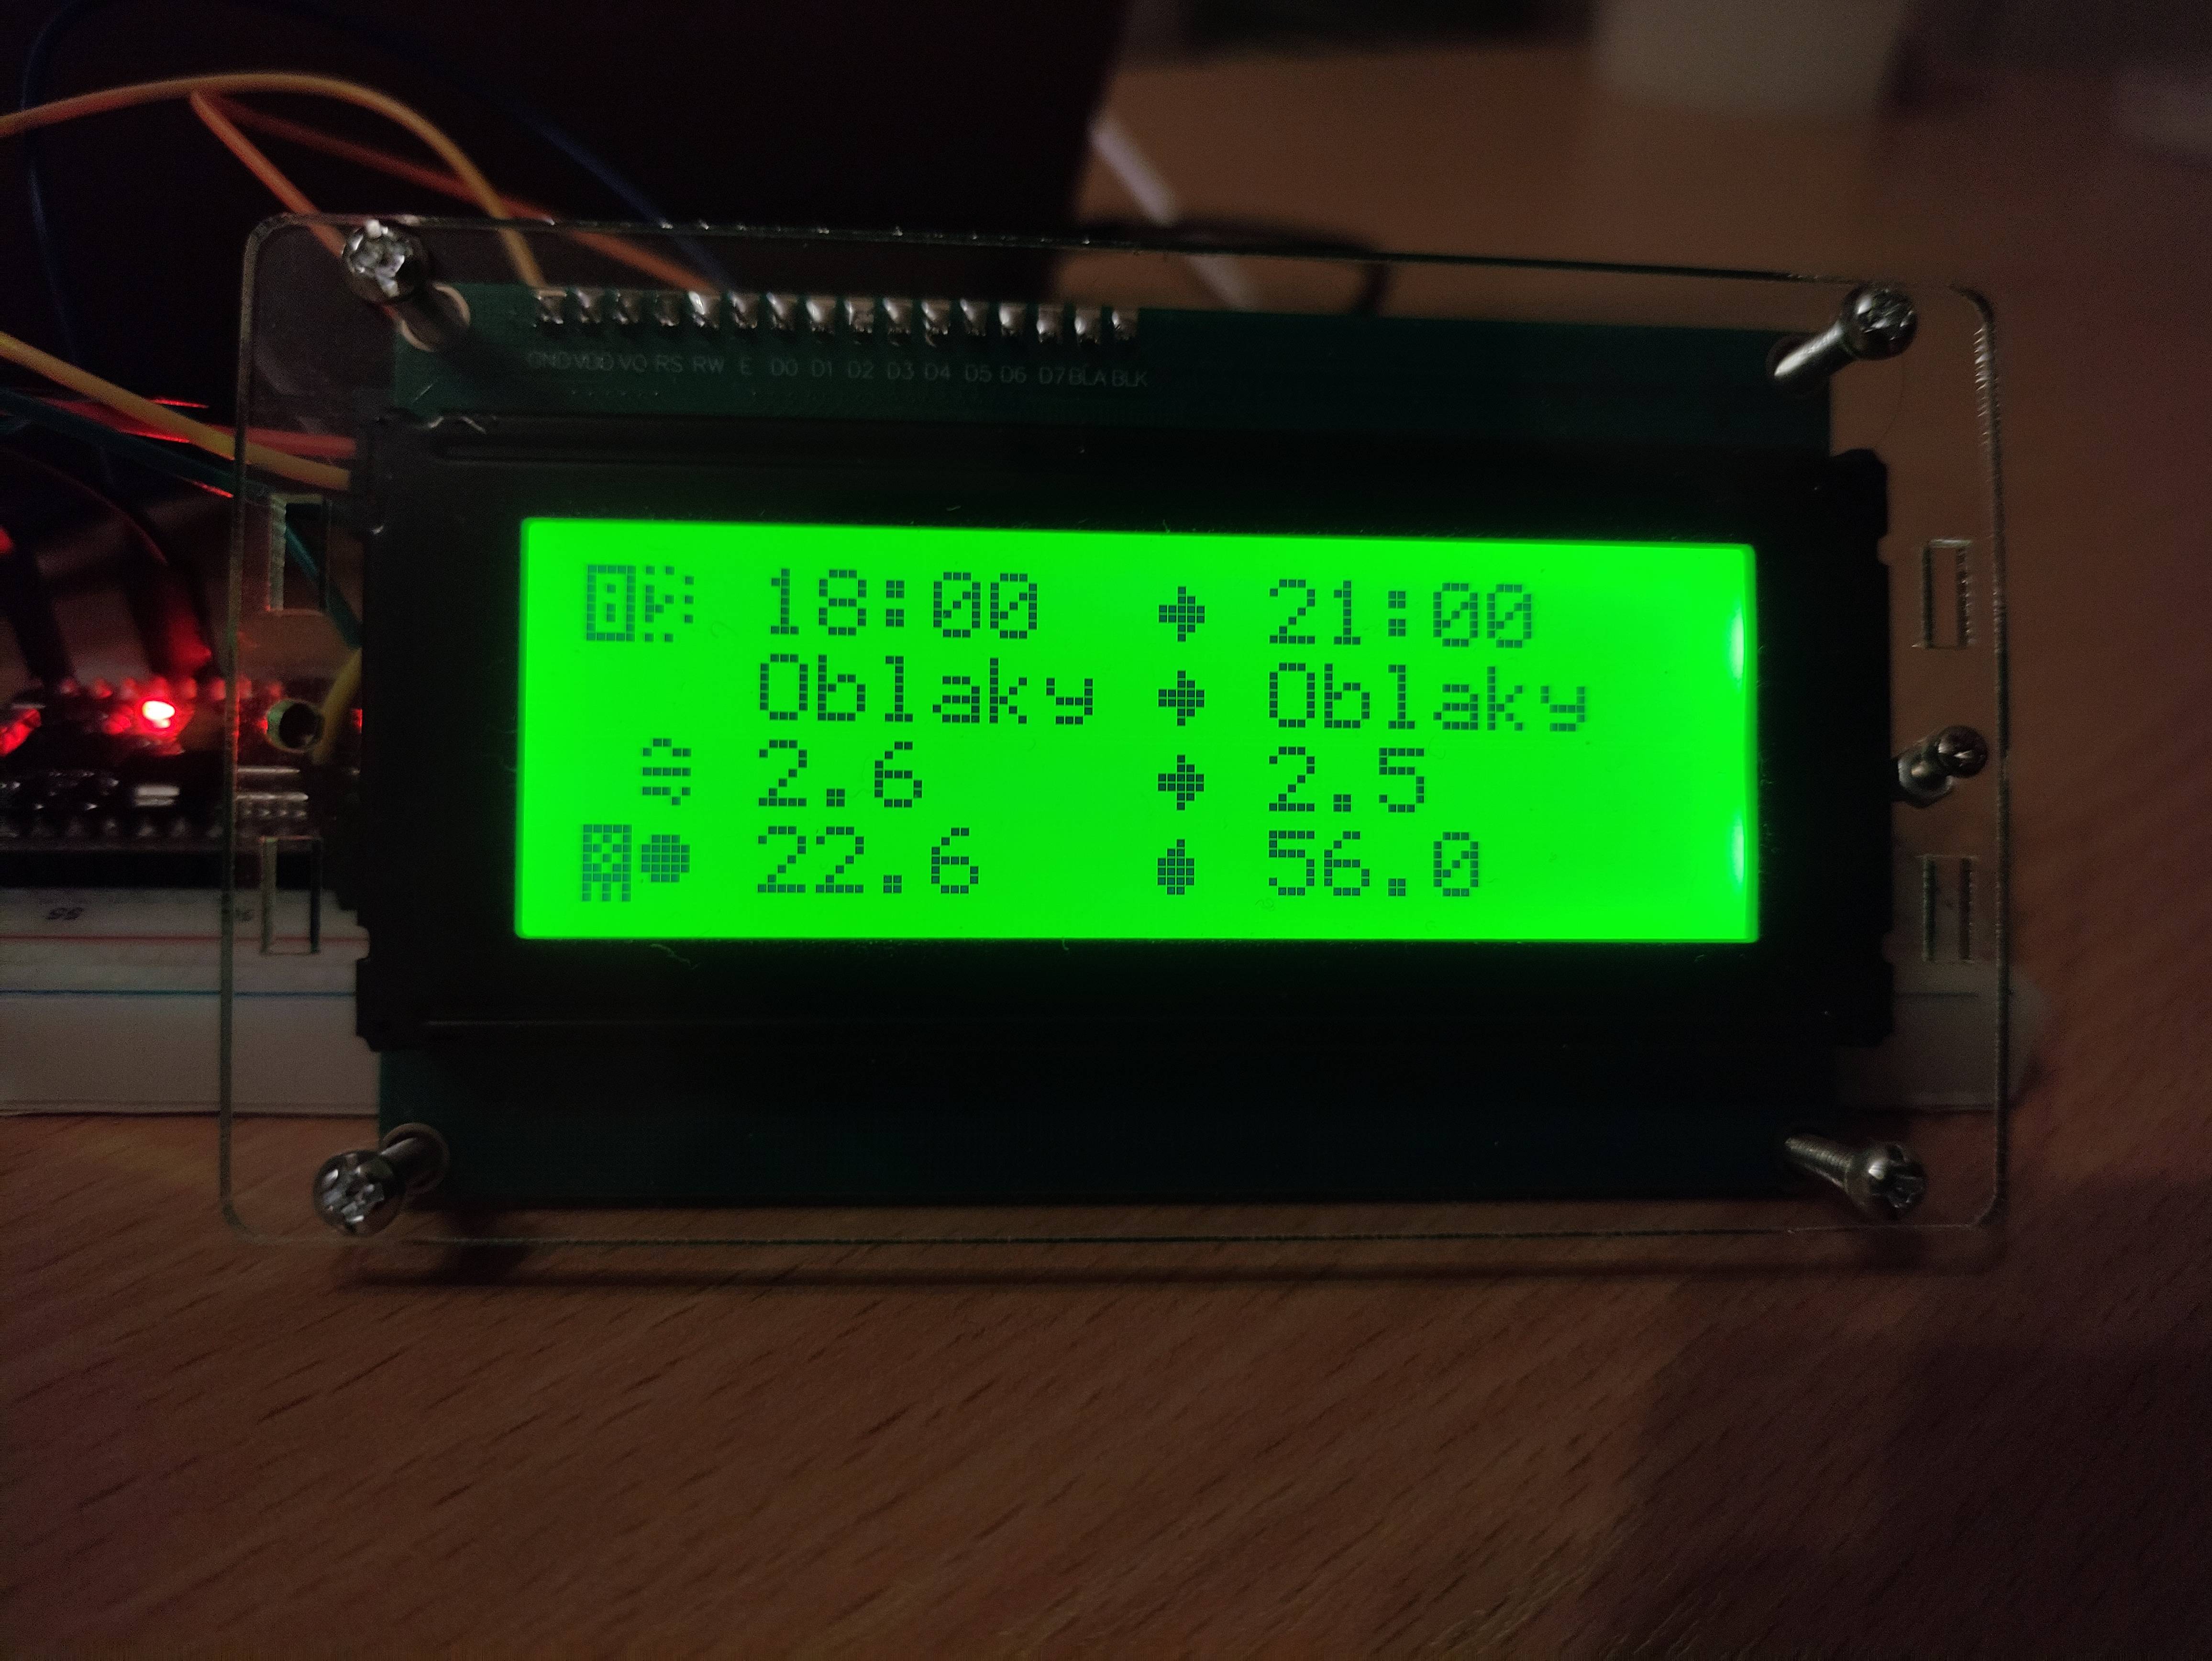 GND VDD VO RS RW E D0 D1 D2 D3 D4 D5 D6 D7 BLA BLK
18:00 21:00
Oblaky Oblaky
2.6 2.5
22.6 56.0
55